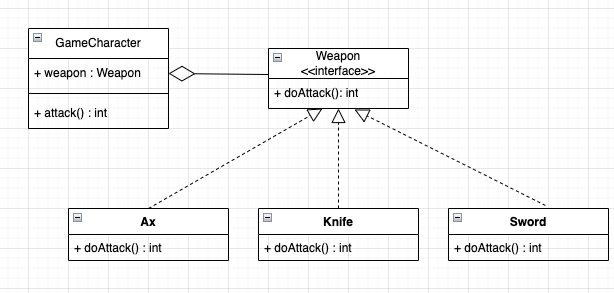 GameCharacter
+ weapon : Weapon
+ attack() : int
Weapon
<<interface>>
+ doAttack(): int
Ax
+ doAttack() : int
Knife
+ doAttack() : int
Sword
+ doAttack() : int